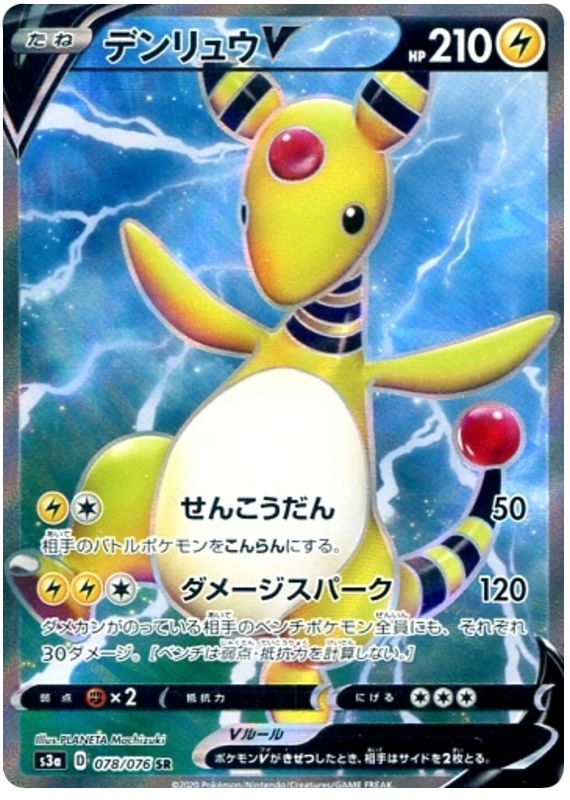 たね デンリュウV HP 210
せんこうだん 50
相手のバトルポケモンをこんらんにする。
ダメージスパーク 120
ダメカンがのっている相手のベンチポケモン全員にも、それぞれ
30ダメージ。[ベンチは弱点・抵抗力を計算しない。]
弱点 ×2 抵抗力 にげる
Illus. PLANETA Mochizuki
Vルール
s3a D 078/076 SR
ポケモンVがきぜつしたとき、相手はサイドを2枚とる。
©2020 Pokémon/Nintendo/Creatures/GAME FREAK.